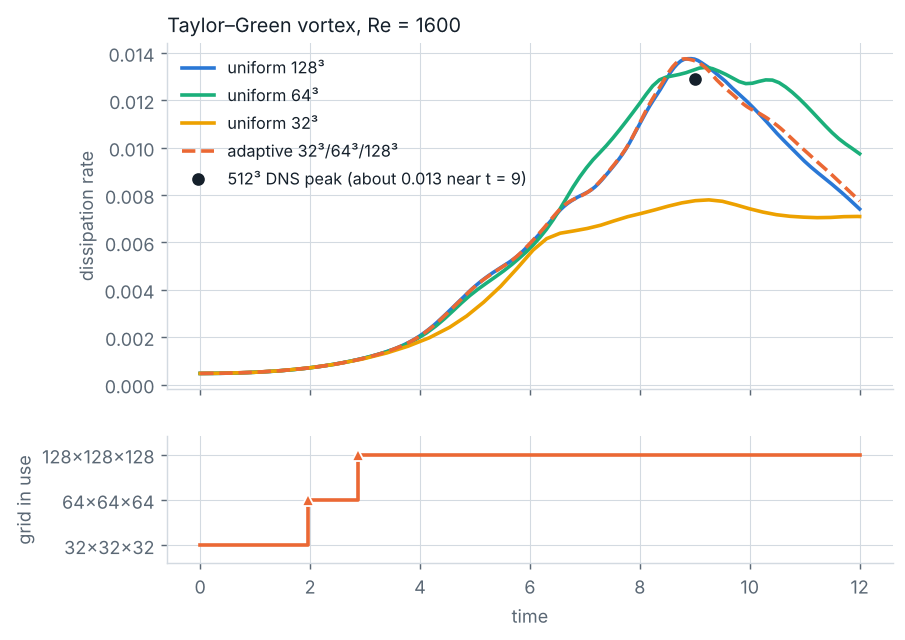 Taylor–Green vortex, Re = 1600
dissipation rate
0.014
0.012
0.010
0.008
0.006
0.004
0.002
0.000
uniform 128³
uniform 64³
uniform 32³
adaptive 32³/64³/128³
512³ DNS peak (about 0.013 near t = 9)
grid in use
128×128×128
64×64×64
32×32×32
0 2 4 6 8 10 12
time